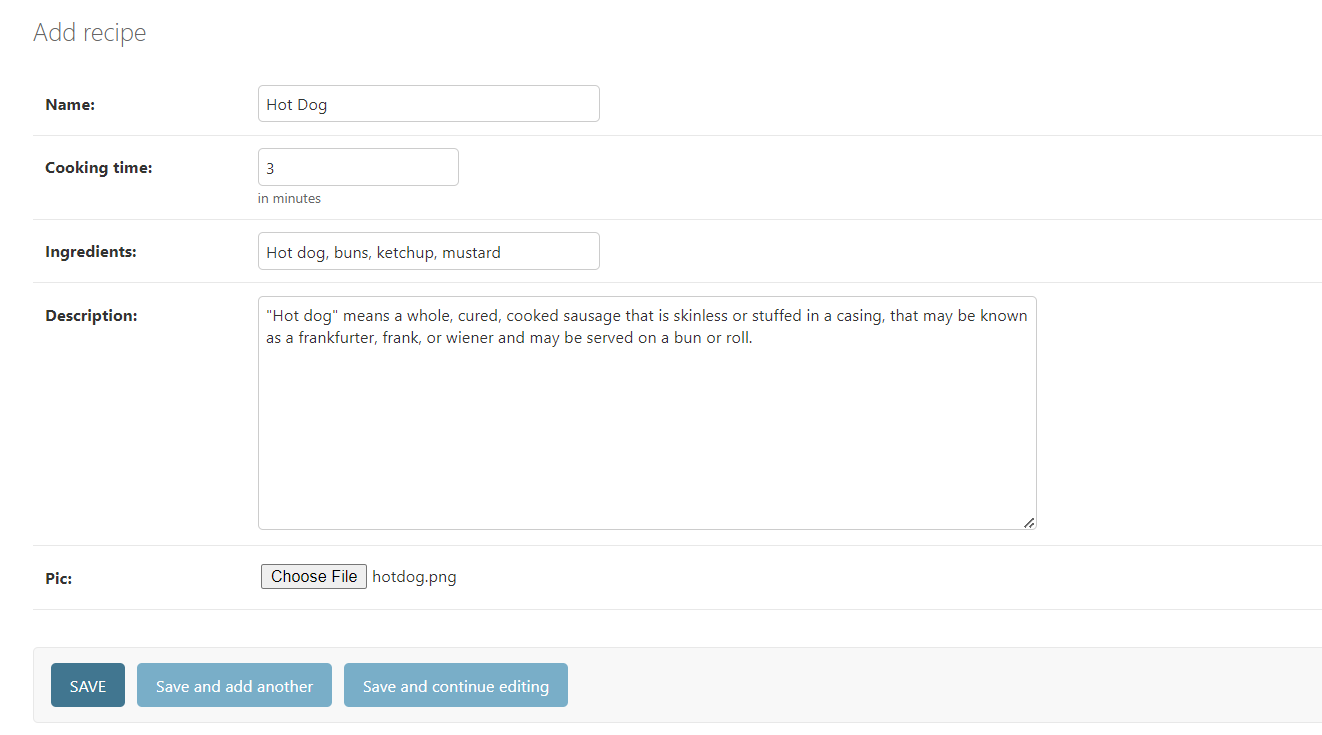 Add recipe
Name:
Hot Dog
Cooking time:
3
in minutes
Ingredients:
Hot dog, buns, ketchup, mustard
Description:
"Hot dog" means a whole, cured, cooked sausage that is skinless or stuffed in a casing, that may be known
as a frankfurter, frank, or wiener and may be served on a bun or roll.
Pic:
Choose File hotdog.png
SAVE
Save and add another
Save and continue editing